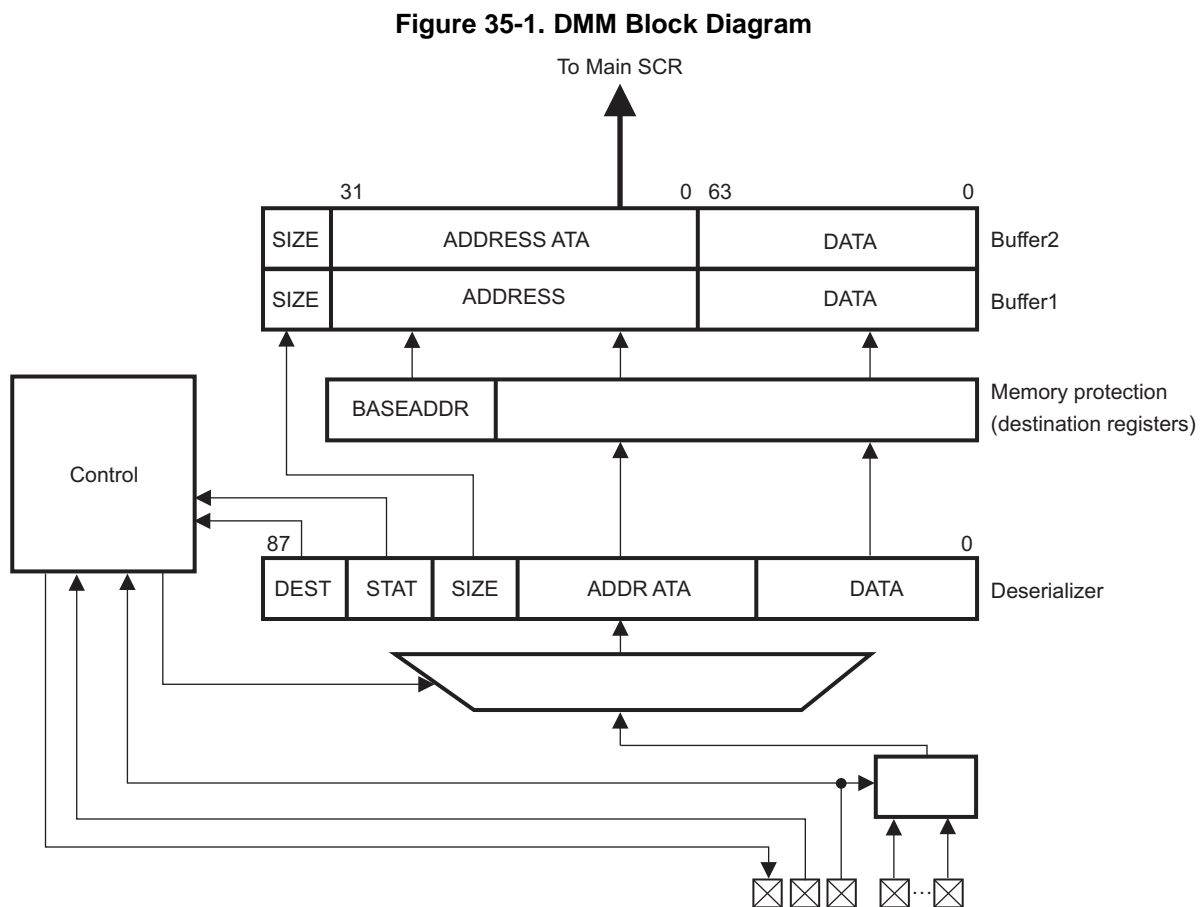 Figure 35-1. DMM Block Diagram
To Main SCR
31 0 63 0
SIZE ADDRESS ATA DATA Buffer2
SIZE ADDRESS DATA Buffer1
BASEADDR Memory protection
(destination registers)
Control
87 0
DEST STAT SIZE ADDR ATA DATA Deserializer
...